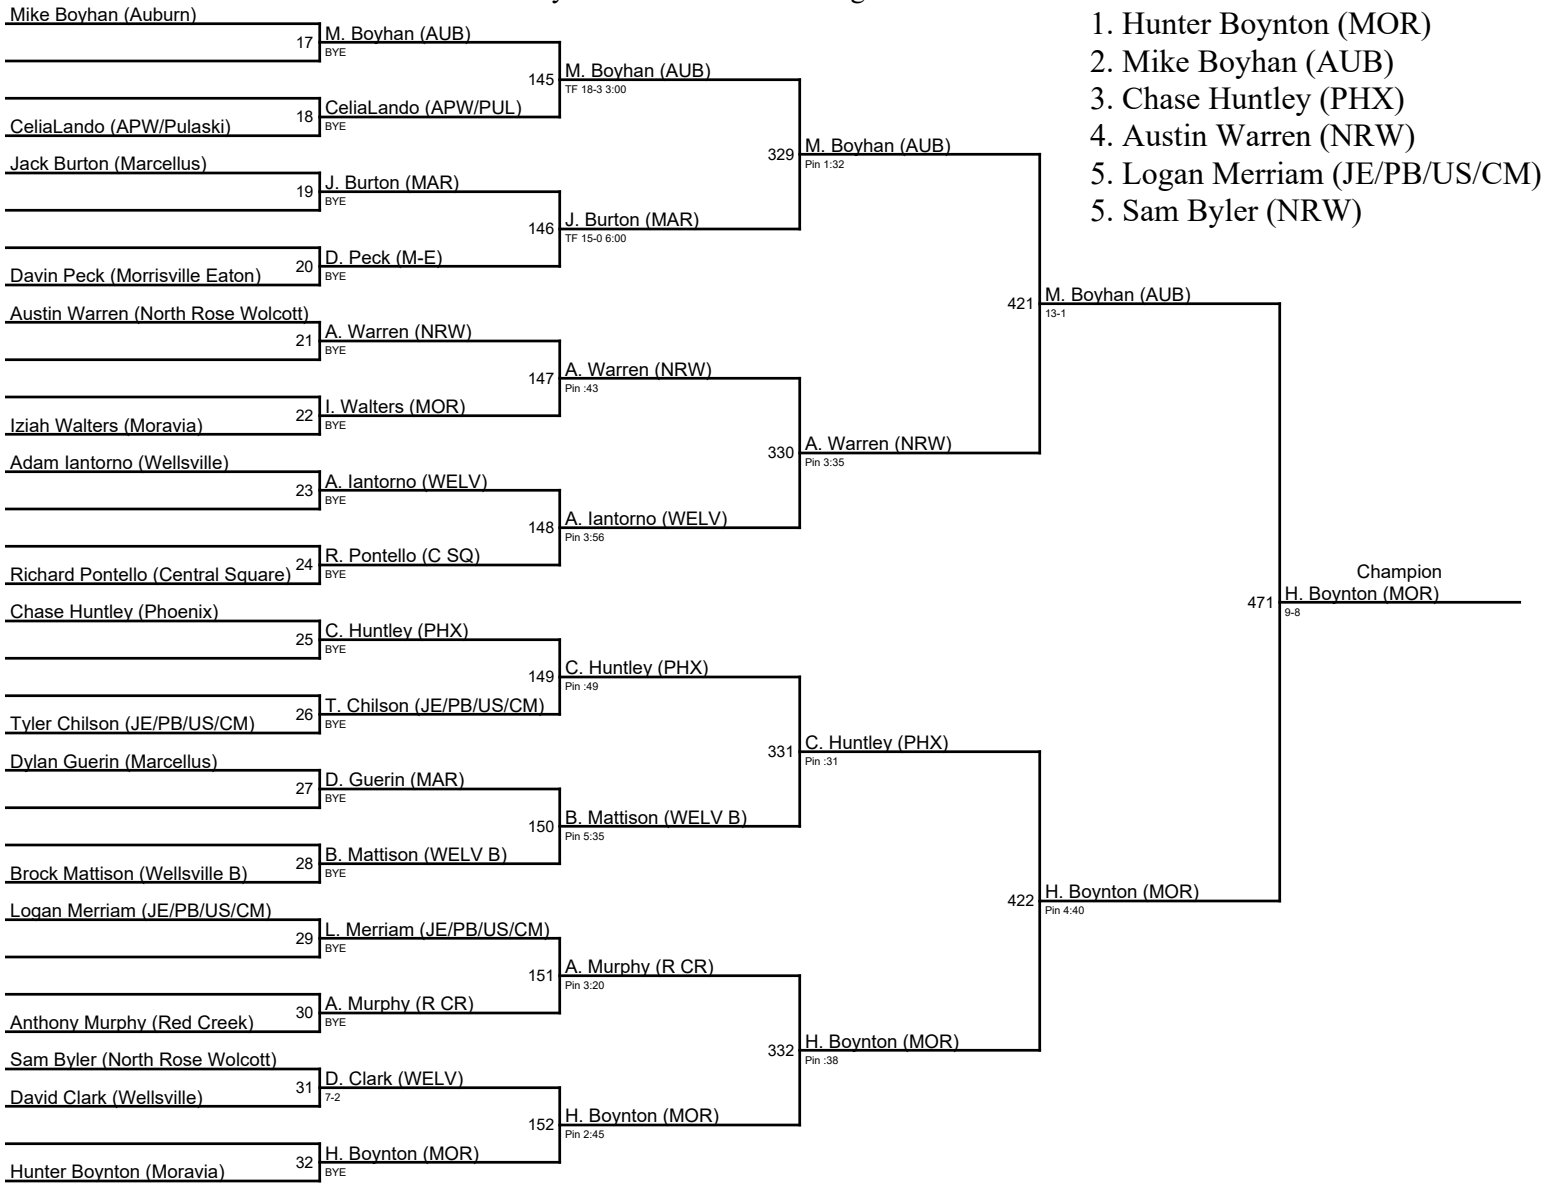 Mike Boyhan (Auburn)
17
M. Boyhan (AUB)
BYE
145
M. Boyhan (AUB)
TF 18-3 3:00
CeliaLando (APW/Pulaski)
18
CeliaLando (APW/PUL)
BYE
329
M. Boyhan (AUB)
Pin 1:32
Jack Burton (Marcellus)
19
J. Burton (MAR)
BYE
146
J. Burton (MAR)
TF 15-0 6:00
Davin Peck (Morrisville Eaton)
20
D. Peck (M-E)
BYE
421
M. Boyhan (AUB)
13-1
Austin Warren (North Rose Wolcott)
21
A. Warren (NRW)
BYE
147
A. Warren (NRW)
Pin :43
Iziah Walters (Moravia)
22
I. Walters (MOR)
BYE
330
A. Warren (NRW)
Pin 3:35
Adam Iantorno (Wellsville)
23
A. Iantorno (WELV)
BYE
148
A. Iantorno (WELV)
Pin 3:56
Richard Pontello (Central Square)
24
R. Pontello (C SQ)
BYE
Champion
471
H. Boynton (MOR)
9-8
Chase Huntley (Phoenix)
25
C. Huntley (PHX)
BYE
149
C. Huntley (PHX)
Pin :49
Tyler Chilson (JE/PB/US/CM)
26
T. Chilson (JE/PB/US/CM)
BYE
331
C. Huntley (PHX)
Pin :31
Dylan Guerin (Marcellus)
27
D. Guerin (MAR)
BYE
150
B. Mattison (WELV B)
Pin 5:35
Brock Mattison (Wellsville B)
28
B. Mattison (WELV B)
BYE
422
H. Boynton (MOR)
Pin 4:40
Logan Merriam (JE/PB/US/CM)
29
L. Merriam (JE/PB/US/CM)
BYE
151
A. Murphy (R CR)
Pin 3:20
Anthony Murphy (Red Creek)
30
A. Murphy (R CR)
BYE
332
H. Boynton (MOR)
Pin :38
Sam Byler (North Rose Wolcott)
31
D. Clark (WELV)
7-2
David Clark (Wellsville)
152
H. Boynton (MOR)
Pin 2:45
Hunter Boynton (Moravia)
32
H. Boynton (MOR)
BYE
1. Hunter Boynton (MOR)
2. Mike Boyhan (AUB)
3. Chase Huntley (PHX)
4. Austin Warren (NRW)
5. Logan Merriam (JE/PB/US/CM)
5. Sam Byler (NRW)